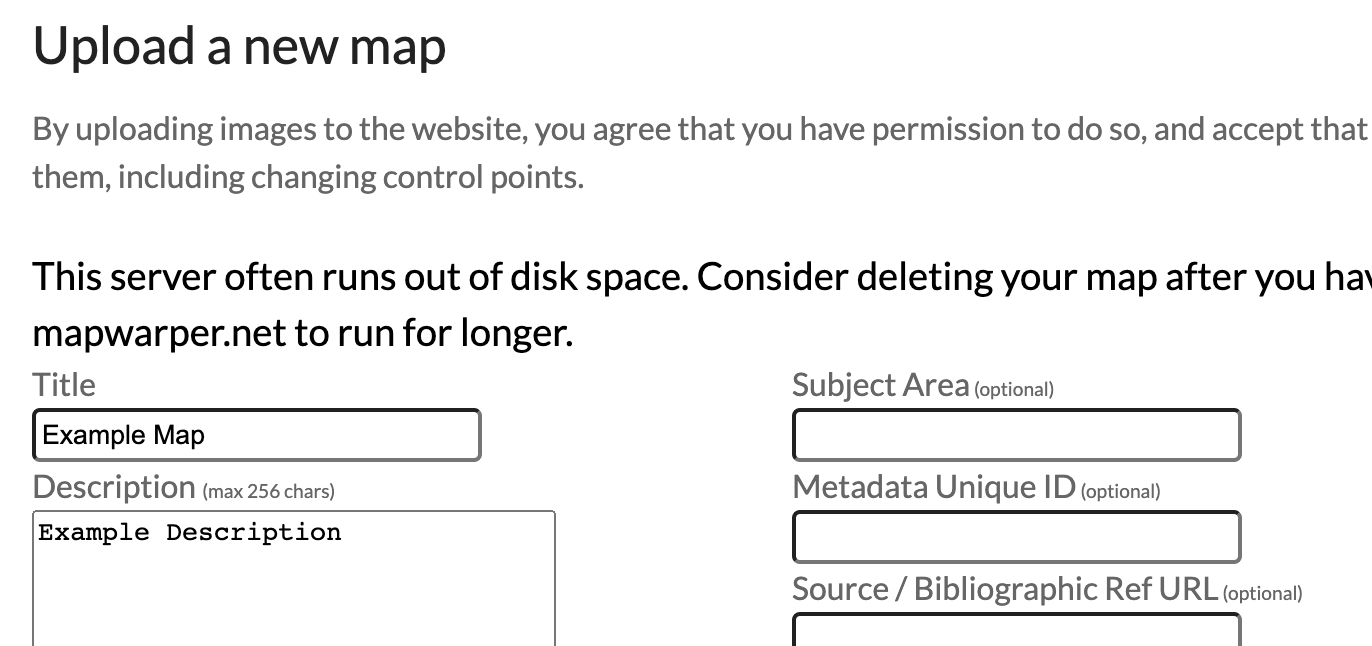 Upload a new map
By uploading images to the website, you agree that you have permission to do so, and accept that
them, including changing control points.
This server often runs out of disk space. Consider deleting your map after you
mapwarper.net to run for longer.
Title
Example Map
Description (max 256 chars)
Example Description
Subject Area (optional)
Metadata Unique ID (optional)
Source / Bibliographic Ref URL (optional)